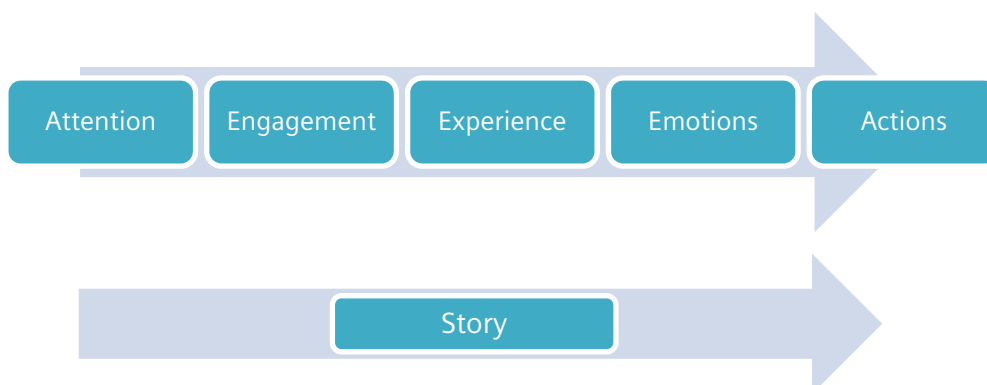 Attention
Engagement
Experience
Emotions
Actions
Story